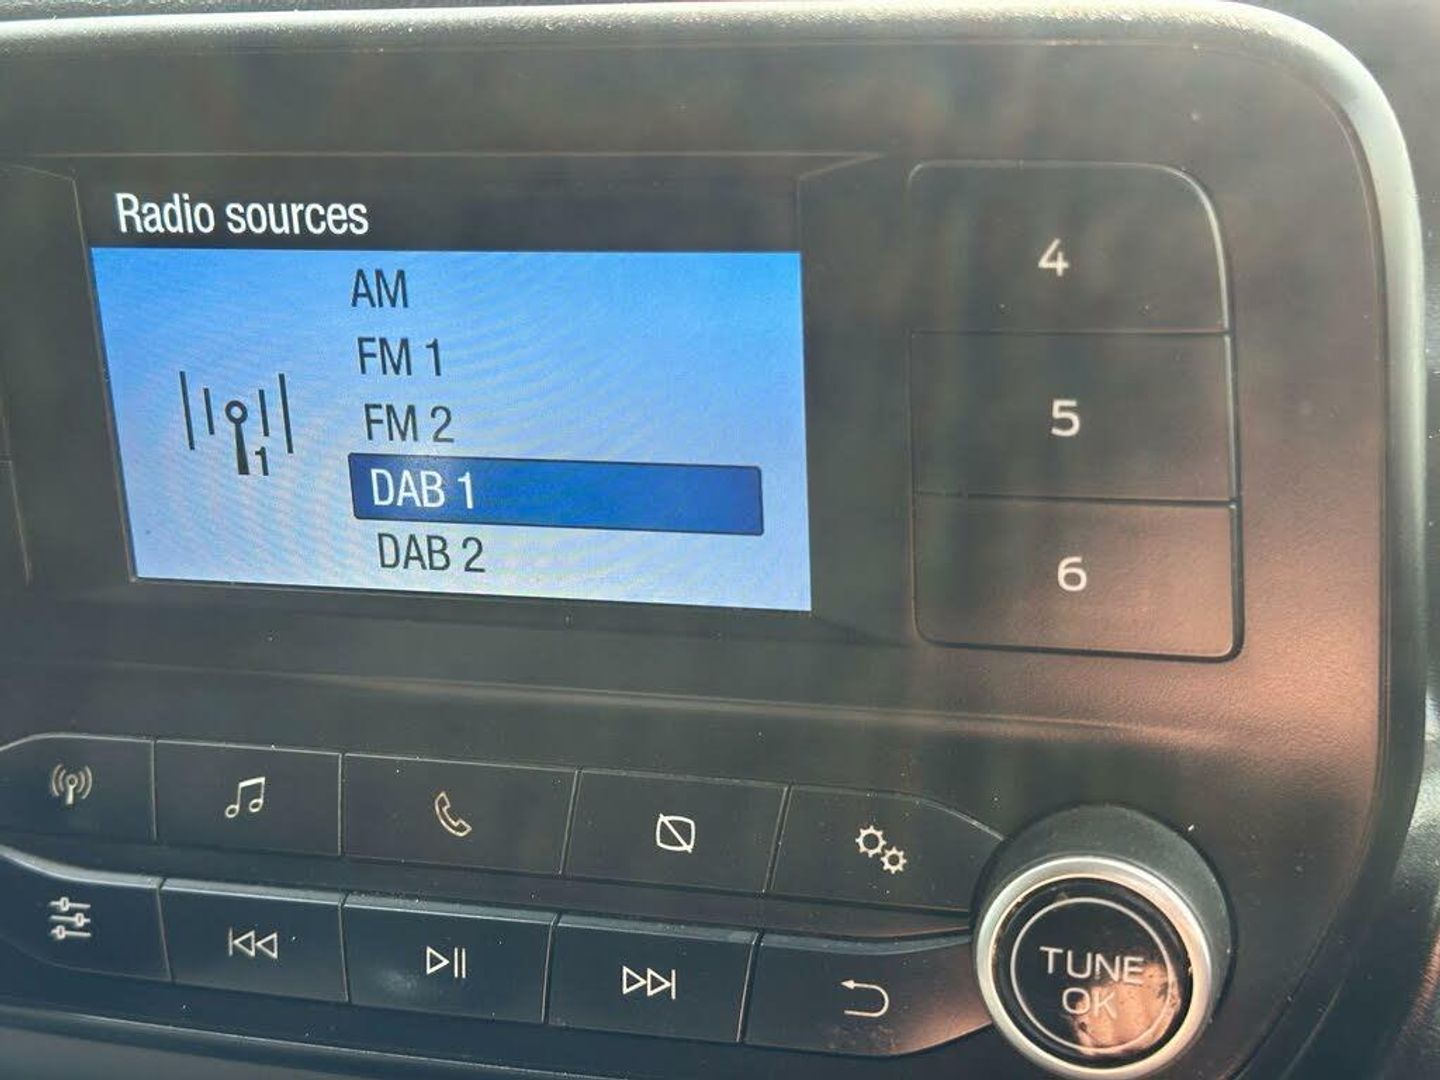 Radio sources
AM
FM 1
FM 2
DAB 1
DAB 2
1
4
5
6
TUNE
OK